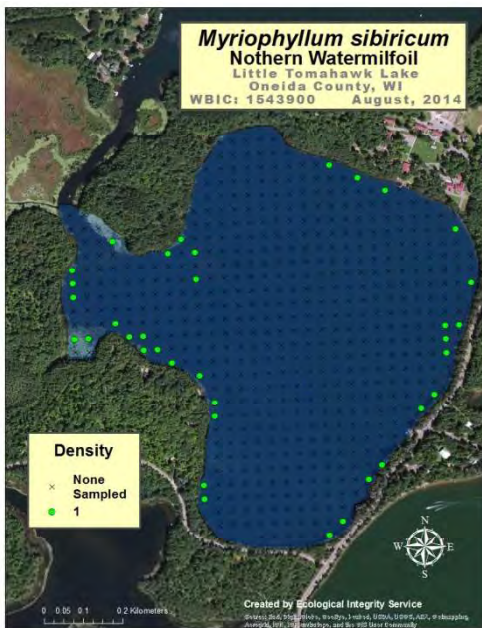 Myriophyllum sibiricum
Nothern Watermilfoil
Little Tomahawk Lake
Oneida County, WI
WBIC: 1543900 August, 2014
Density
None
Sampled
1
N
W E
S
0 0.05 0.1 0.2 Kilometers
Created by Ecological Integrity Service